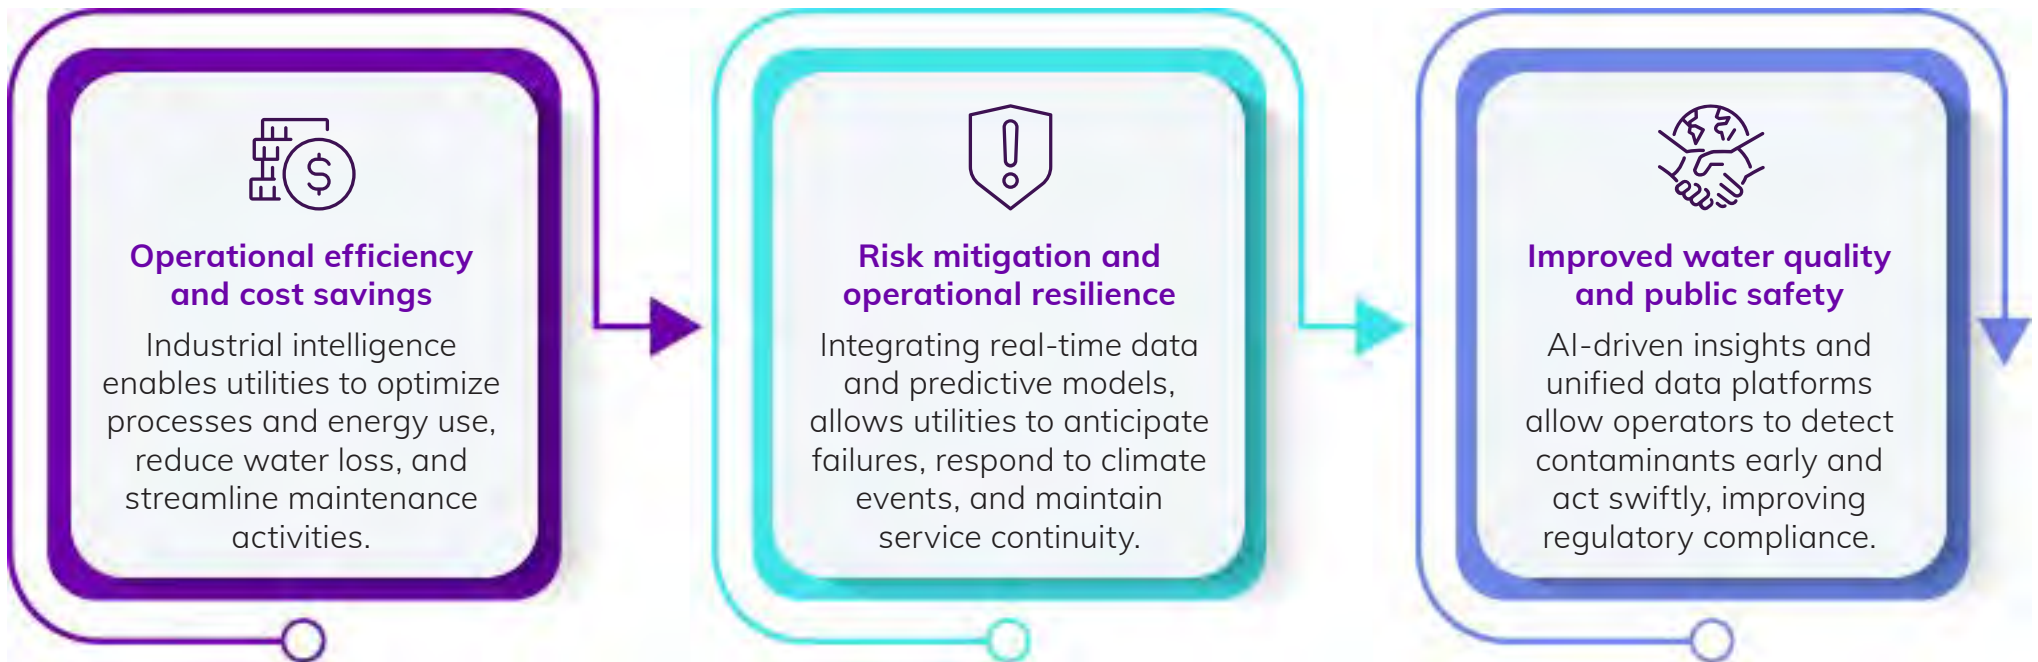 Operational efficiency
and cost savings
Industrial intelligence
enables utilities to optimize
processes and energy use,
reduce water loss, and
streamline maintenance
activities.
Risk mitigation and
operational resilience
Integrating real-time data
and predictive models,
allows utilities to anticipate
failures, respond to climate
events, and maintain
service continuity.
Improved water quality
and public safety
AI-driven insights and
unified data platforms
allow operators to detect
contaminants early and
act swiftly, improving
regulatory compliance.